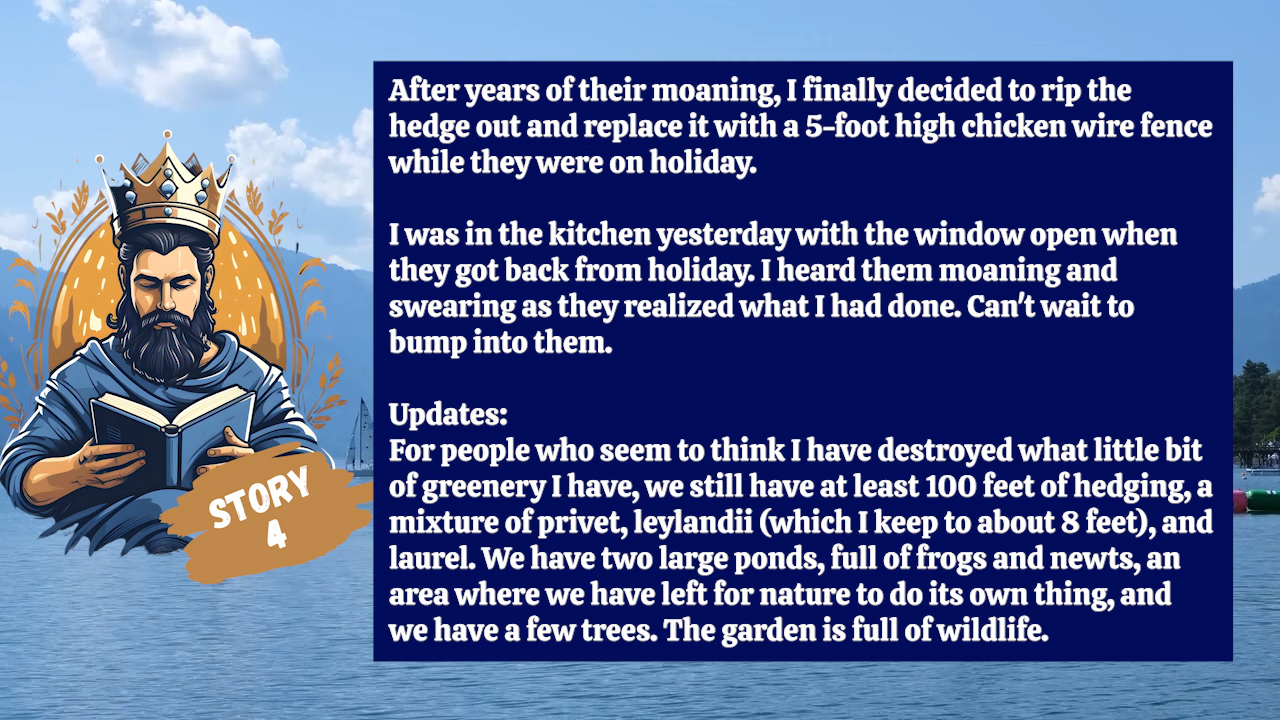 After years of their moaning, I finally decided to rip the
hedge out and replace it with a 5-foot high chicken wire fence
while they were on holiday.
I was in the kitchen yesterday with the window open when
they got back from holiday. I heard them moaning and
swearing as they realized what I had done. Can't wait to
bump into them.
Updates:
For people who seem to think I have destroyed what little bit
of greenery I have, we still have at least 100 feet of hedging, a
mixture of privet, leylandii (which I keep to about 8 feet), and
laurel. We have two large ponds, full of frogs and newts, an
area where we have left for nature to do its own thing, and
we have a few trees. The garden is full of wildlife.
STORY
4